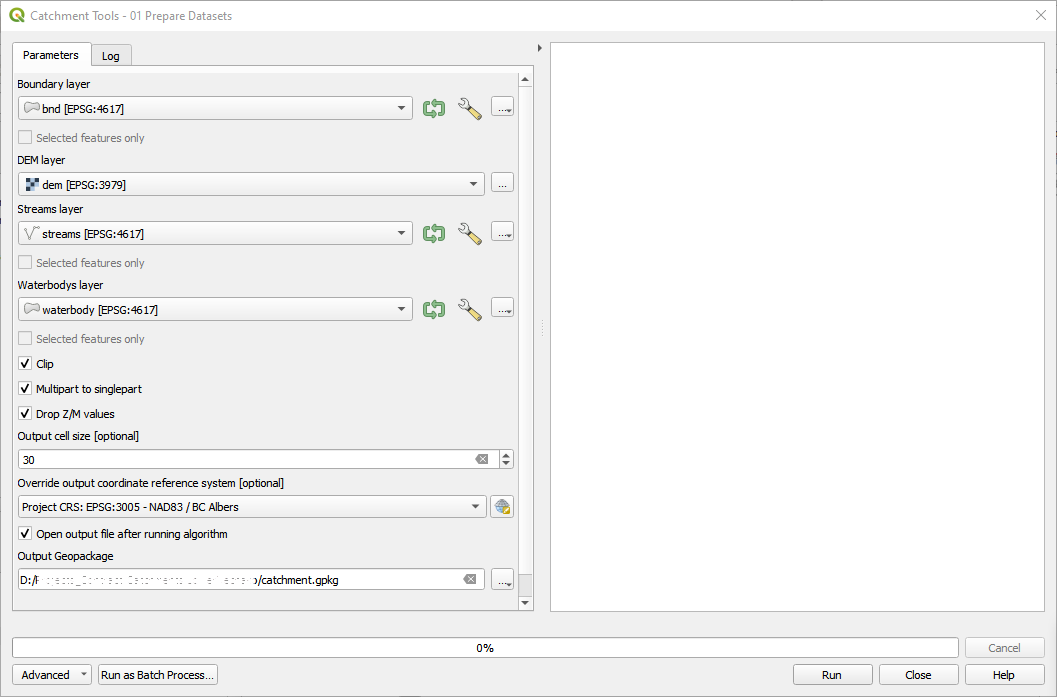 Catchment Tools - 01 Prepare Datasets
Parameters
Log
Boundary layer
bnd [EPSG:4617]
...
Selected features only
DEM layer
dem [EPSG:3979]
...
Streams layer
streams [EPSG:4617]
...
Selected features only
Waterbodys layer
waterbody [EPSG:4617]
...
Selected features only
Clip
Multipart to singlepart
Drop Z/M values
Output cell size [optional]
30
Override output coordinate reference system [optional]
Project CRS: EPSG:3005 - NAD83 / BC Albers
Open output file after running algorithm
Output Geopackage
D:/ /catchment.gpkg
...
0%
Cancel
Advanced
Run as Batch Process...
Run
Close
Help